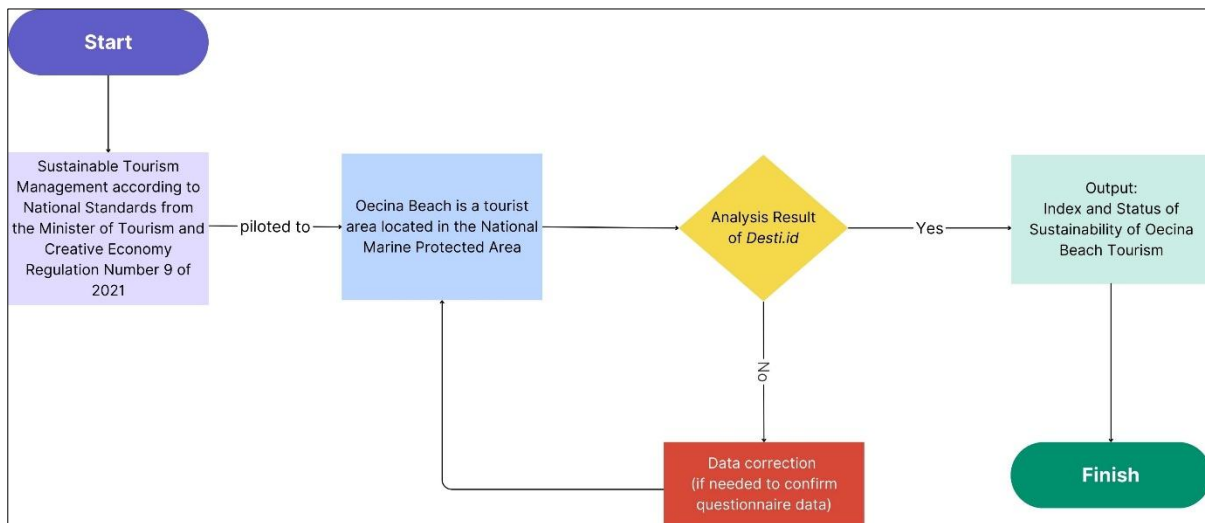 Start
Sustainable Tourism
Management according to
National Standards from
the Minister of Tourism and
Creative Economy
Regulation Number 9 of
2021
piloted to
Oecina Beach is a tourist
area located in the National
Marine Protected Area
Analysis Result
of Desti.id
Yes
Output:
Index and Status of
Sustainability of Oecina
Beach Tourism
No
Data correction
(if needed to confirm
questionnaire data)
Finish